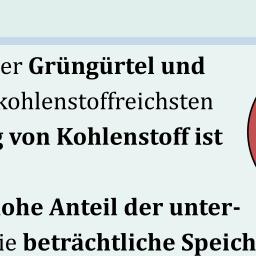 er Grüngürtel und
kohlenstoffreichsten
g von Kohlenstoff ist
ohe Anteil der unter-
ie beträchtliche Speich